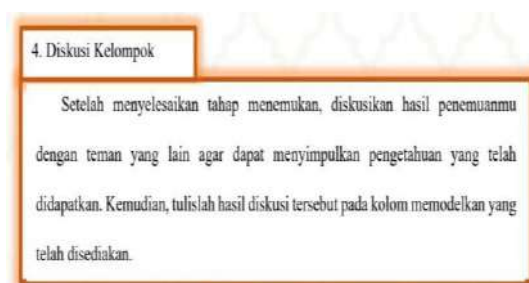 4. Diskusi Kelompok
Setelah menyelesaikan tahap menemukan, diskusikan hasil penemuanmu
dengan teman yang lain agar dapat menyimpulkan pengetahuan yang telah
didapatkan. Kemudian, tulislah hasil diskusi tersebut pada kolom memodelkan yang
telah disediakan.